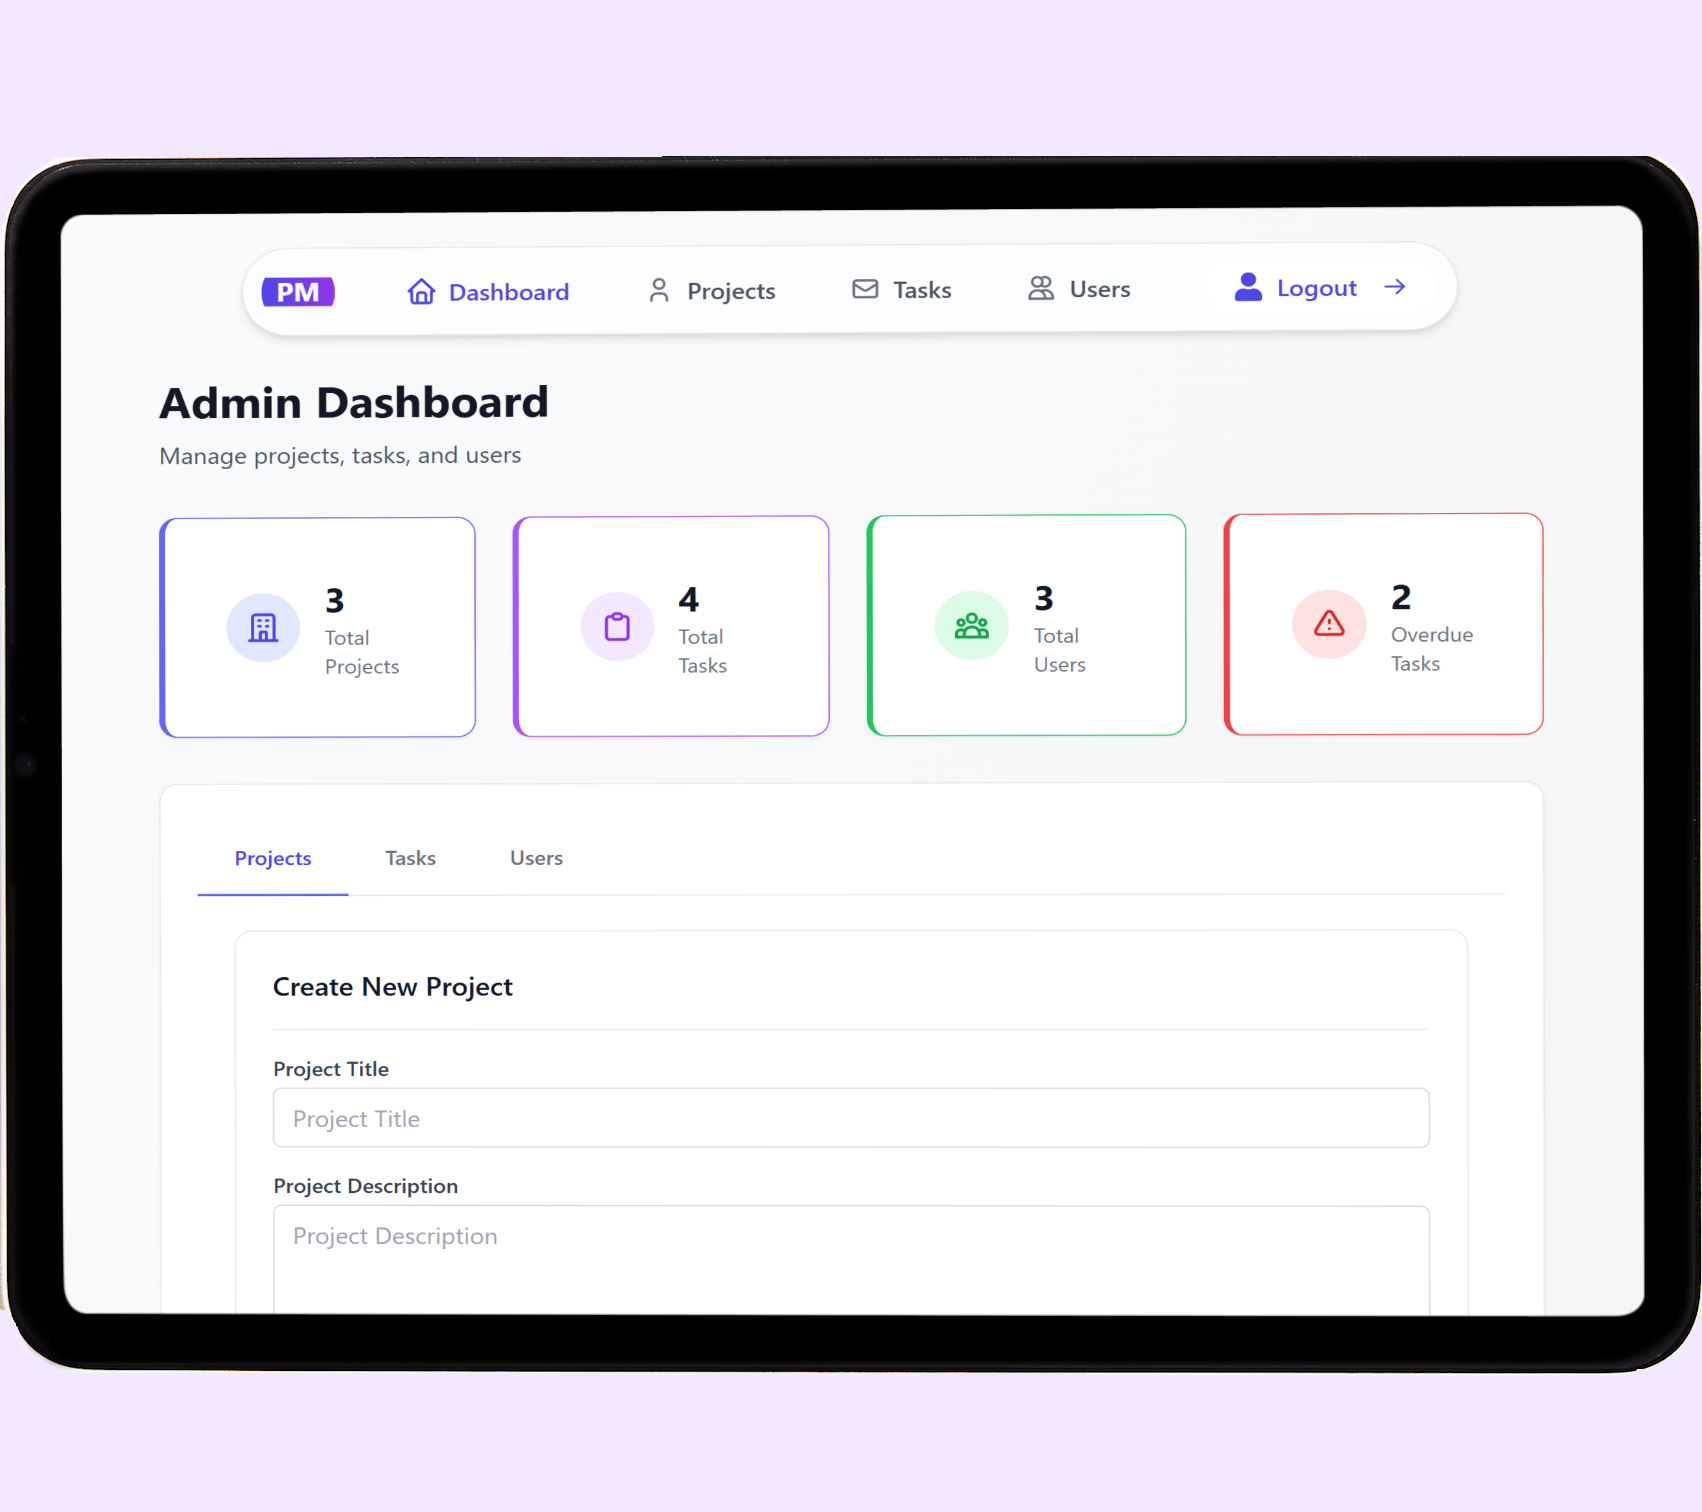 PM
Dashboard
Projects
Tasks
Users
Logout
Admin Dashboard
Manage projects, tasks, and users
3
Total
Projects
4
Total
Tasks
3
Total
Users
2
Overdue
Tasks
Projects
Tasks
Users
Create New Project
Project Title
Project Title
Project Description
Project Description